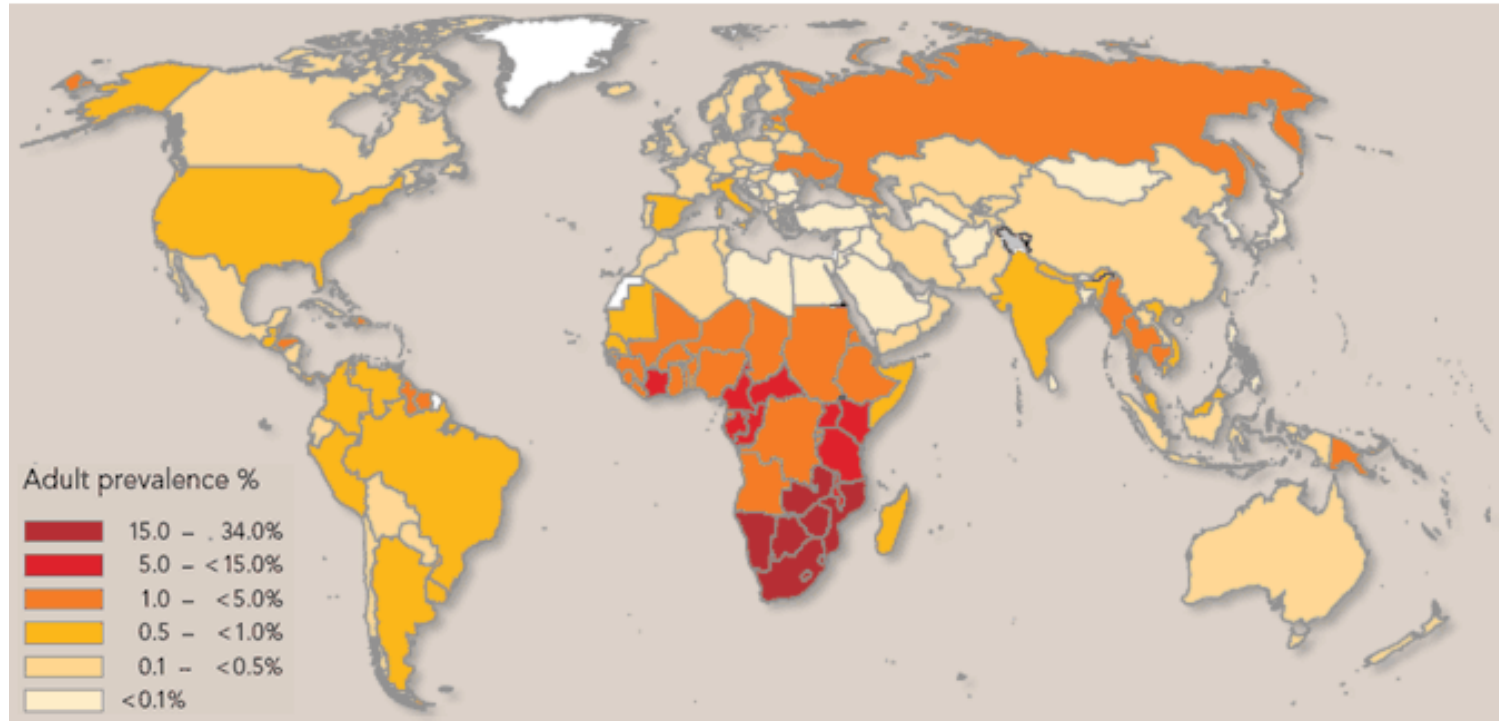 Adult prevalence %
15.0 – . 34.0%
5.0 – <15.0%
1.0 – <5.0%
0.5 – <1.0%
0.1 – <0.5%
<0.1%